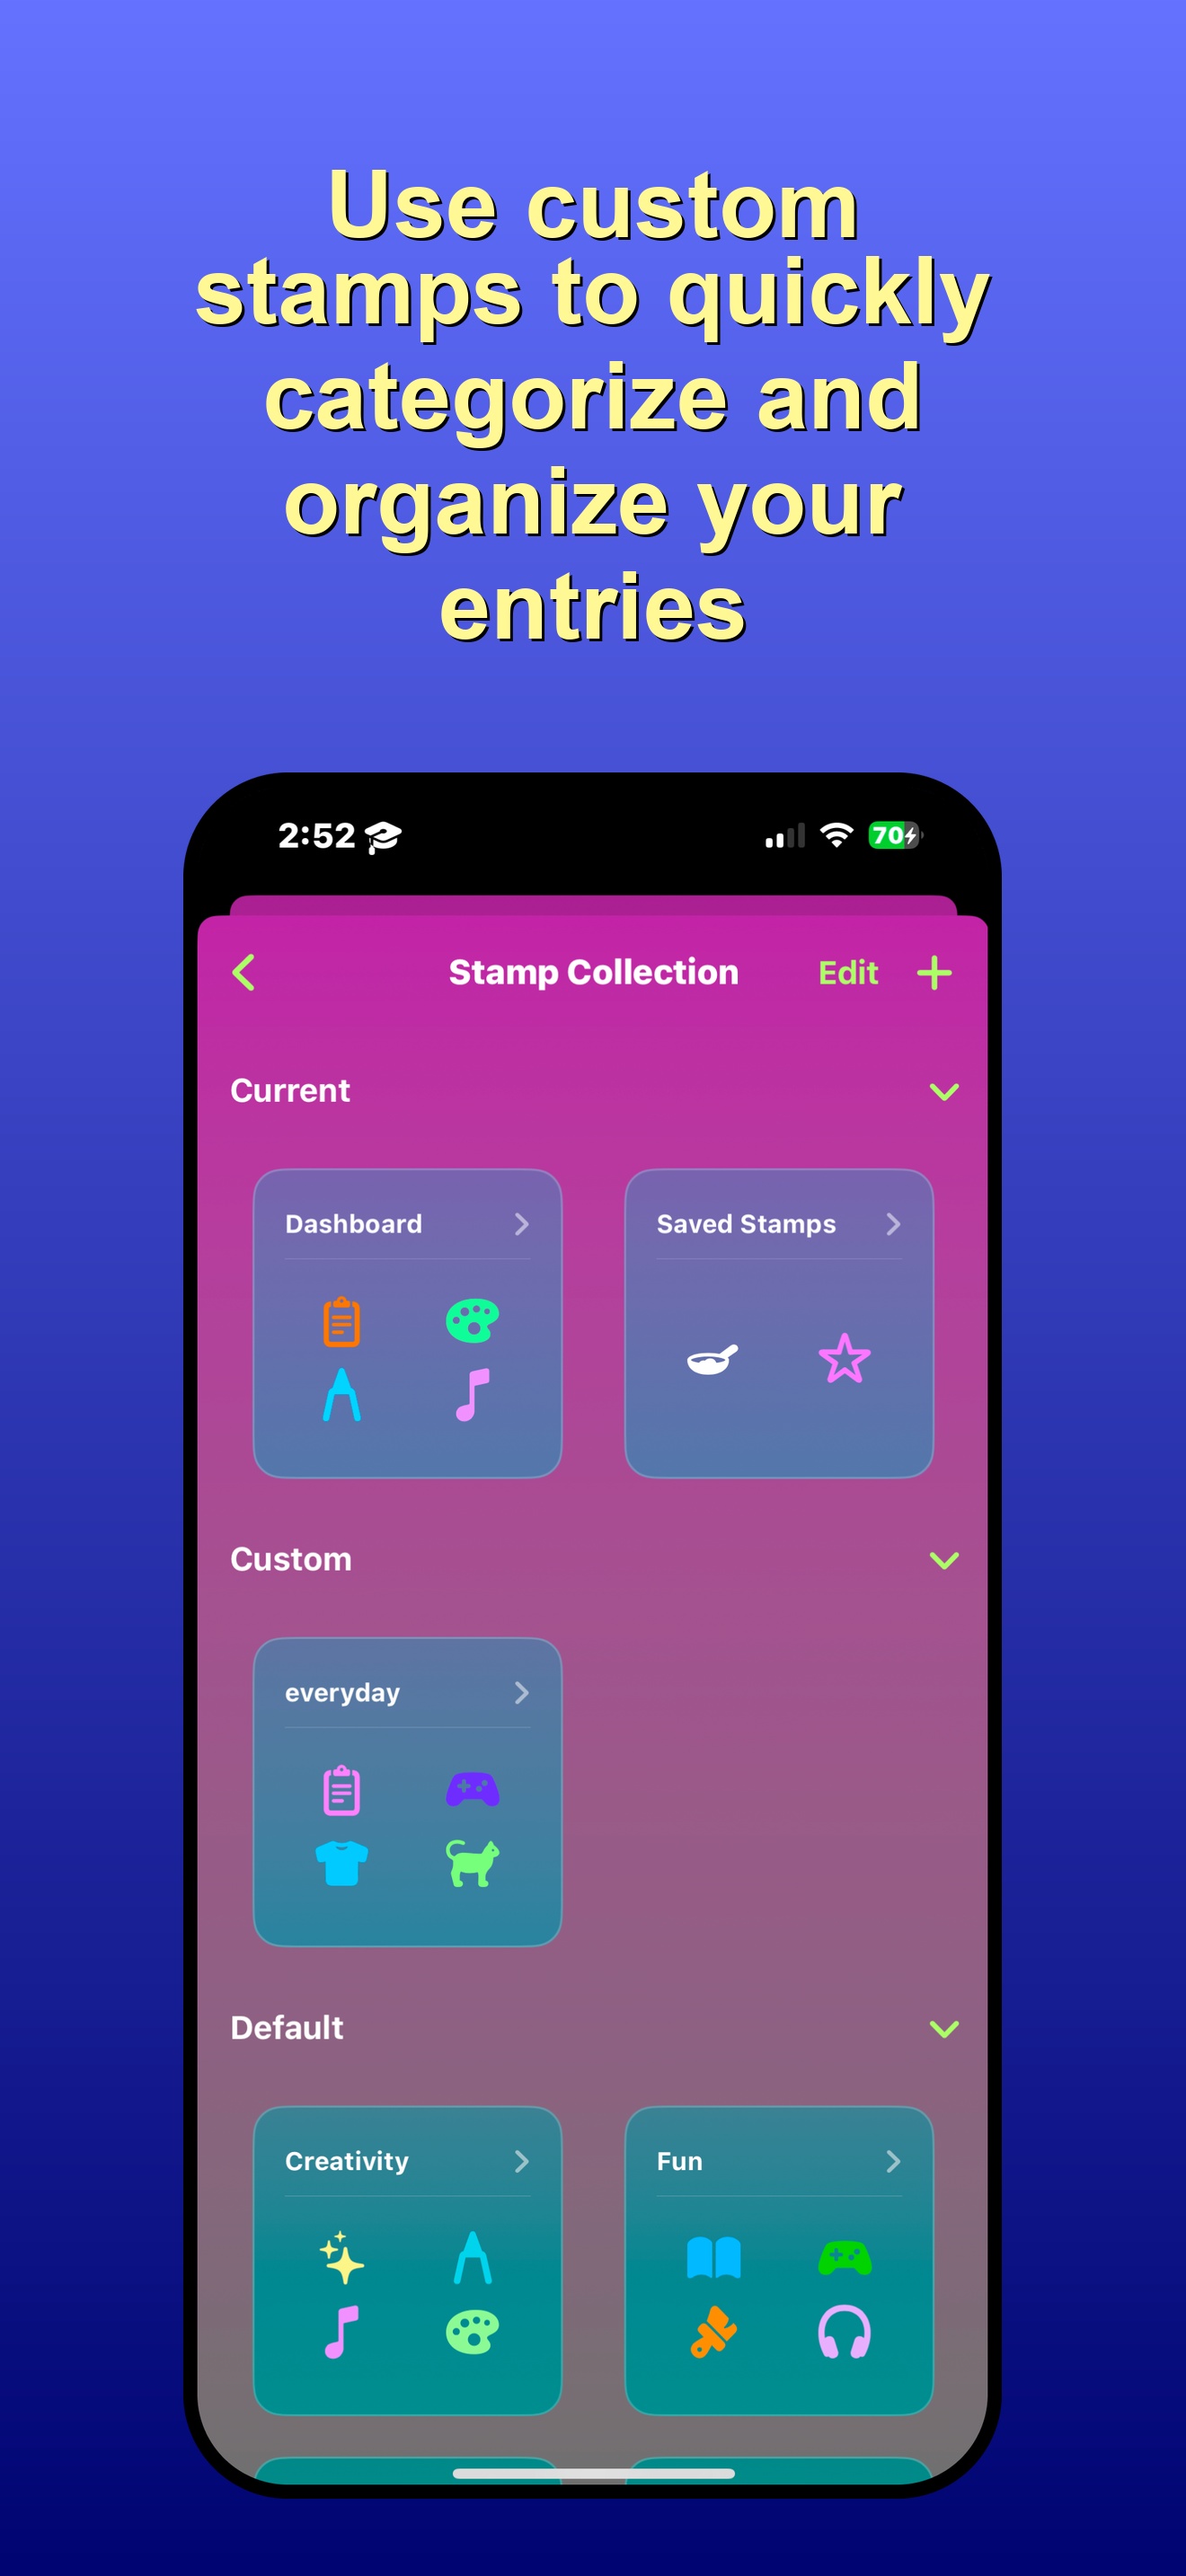 Use custom
stamps to quickly
categorize and
organize your
entries
2:52
70
Stamp Collection
Edit
Current
Dashboard
Saved Stamps
Custom
everyday
Default
Creativity
Fun